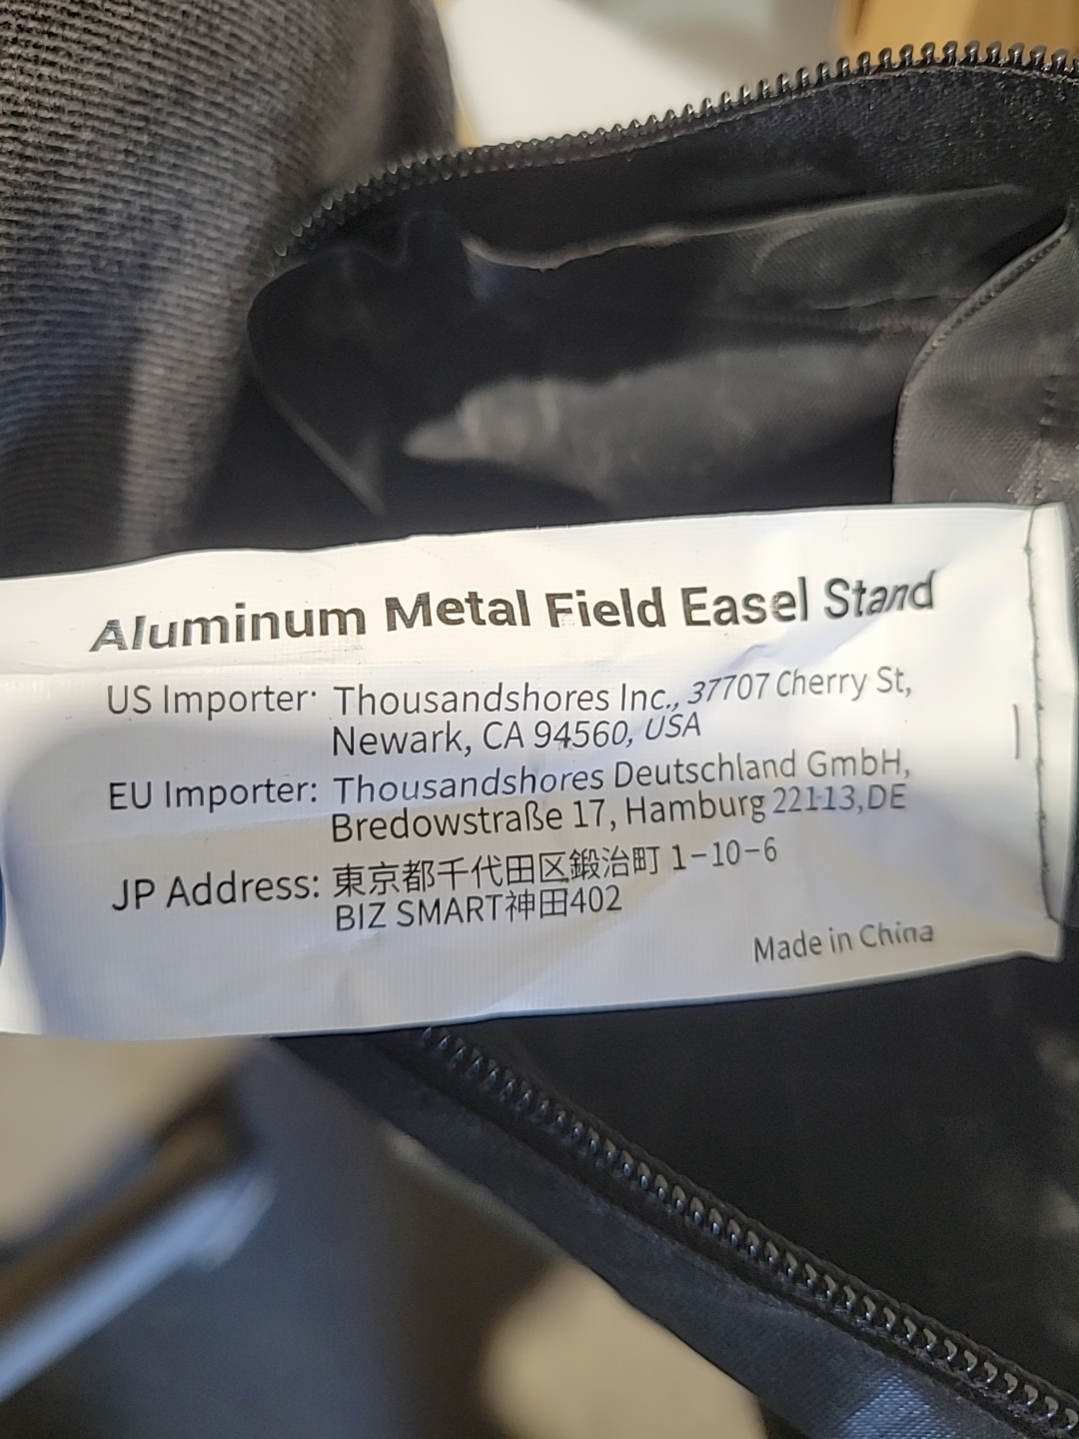 Aluminum Metal Field Easel Stand
US Importer: Thousandshores Inc., 37707 Cherry St,
Newark, CA 94560, USA
EU Importer: Thousandshores Deutschland GmbH,
Bredowstraße 17, Hamburg 22113,DE
JP Address: 東京都千代田区鍛治町 1-10-6
BIZ SMART神田402
Made in China